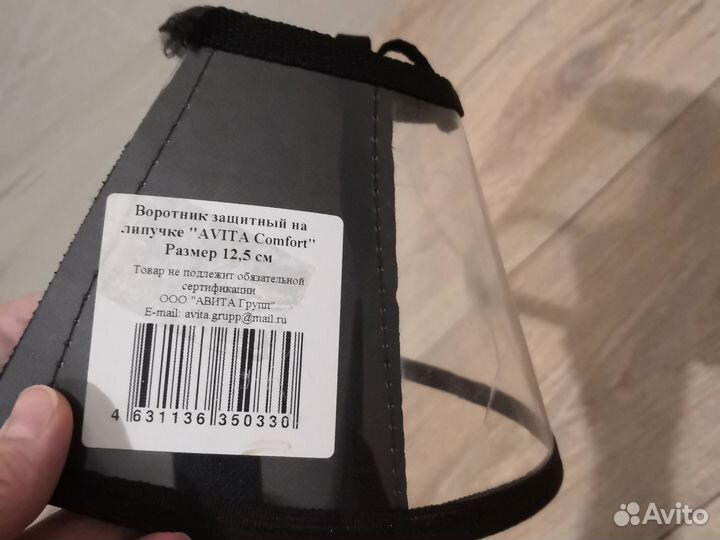 Воротник защитный на
липучке "AVITA Comfort"
Размер 12,5 см
Товар не подлежит обязательной
сертификации
ООО "АВИТА Групп"
E-mail: avita.grupp@mail.ru
4 631136 350330
Avito